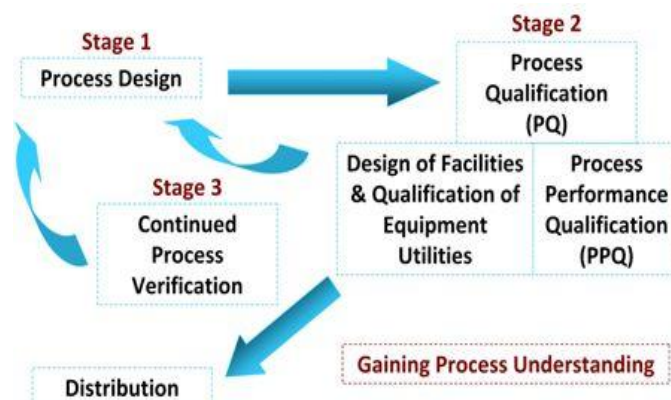 Stage 1
Process Design
Stage 2
Process
Qualification
(PQ)
Design of Facilities
& Qualification of
Equipment
Utilities
Process
Performance
Qualification
(PPQ)
Stage 3
Continued
Process
Verification
Gaining Process Understanding
Distribution